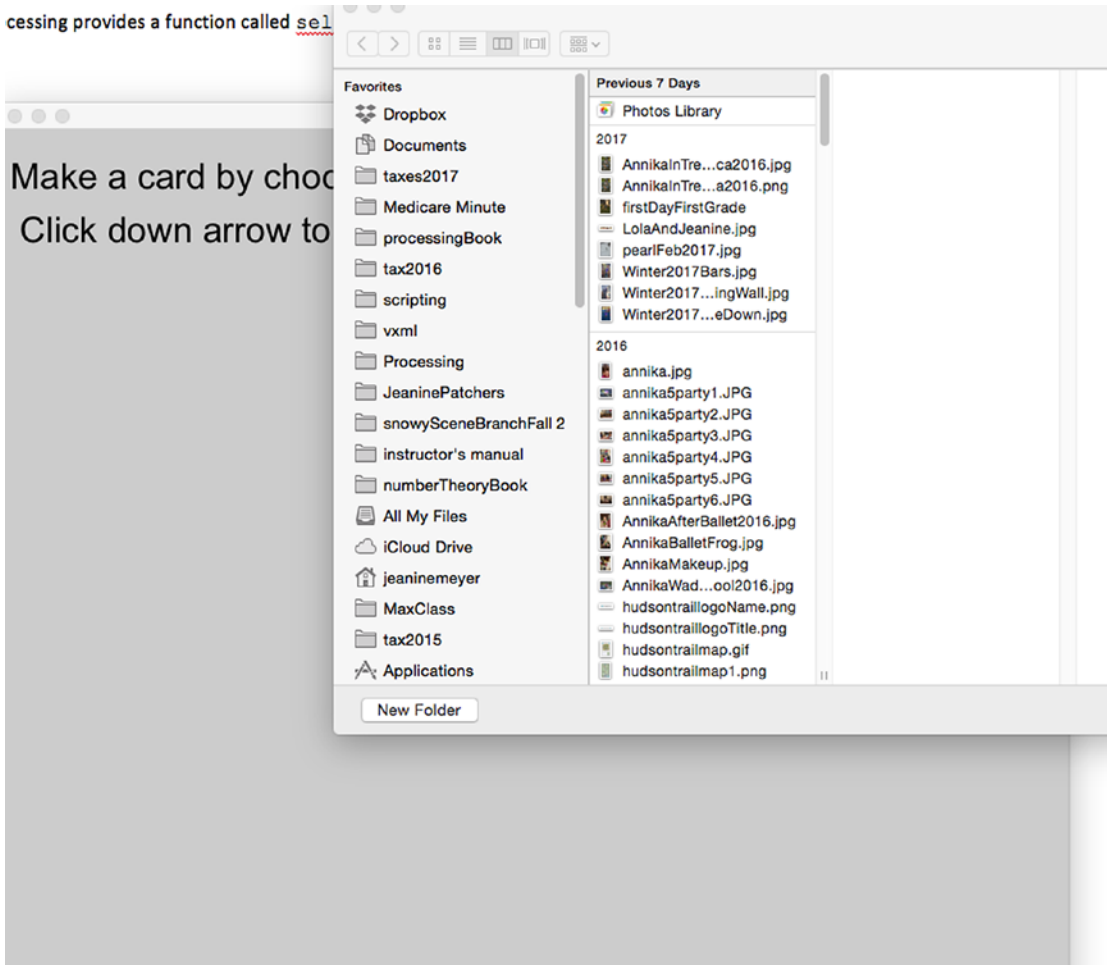 cessing provides a function called sel
Make a card by choo
Click down arrow to
Favorites
Dropbox
Documents
taxes2017
Medicare Minute
processingBook
tax2016
scripting
vxml
Processing
JeaninePatchers
snowySceneBranchFall 2
instructor's manual
numberTheoryBook
All My Files
iCloud Drive
jeaninemeyer
MaxClass
tax2015
Applications
Previous 7 Days
Photos Library
2017
AnnikaInTre...ca2016.jpg
AnnikaInTre...a2016.png
firstDayFirstGrade
LolaAndJeanine.jpg
pearlFeb2017.jpg
Winter2017Bars.jpg
Winter2017...ingWall.jpg
Winter2017...eDown.jpg
2016
annika.jpg
annika5party1.JPG
annika5party2.JPG
annika5party3.JPG
annika5party4.JPG
annika5party5.JPG
annika5party6.JPG
AnnikaAfterBallet2016.jpg
AnnikaBalletFrog.jpg
AnnikaMakeup.jpg
AnnikaWad...ool2016.jpg
hudsontraillogoName.png
hudsontraillogoTitle.png
hudsontrailmap.gif
hudsontrailmap1.png
New Folder